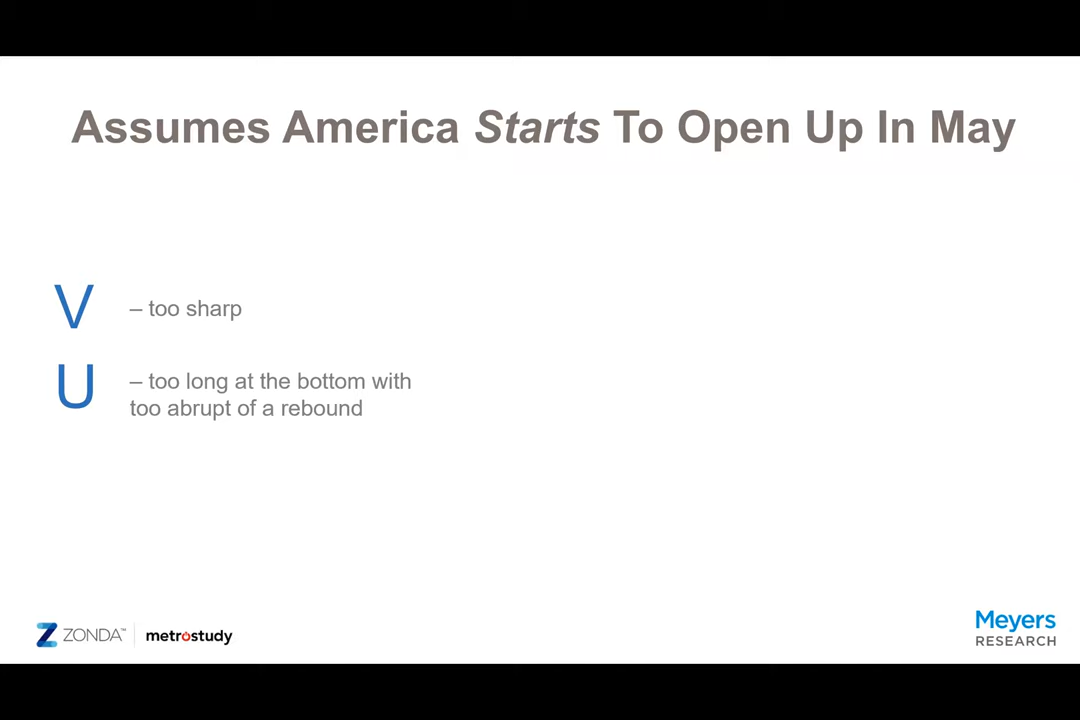 Assumes America Starts To Open Up In May
V – too sharp
U – too long at the bottom with
too abrupt of a rebound
ZONDA™ metrostudy
Meyers
RESEARCH